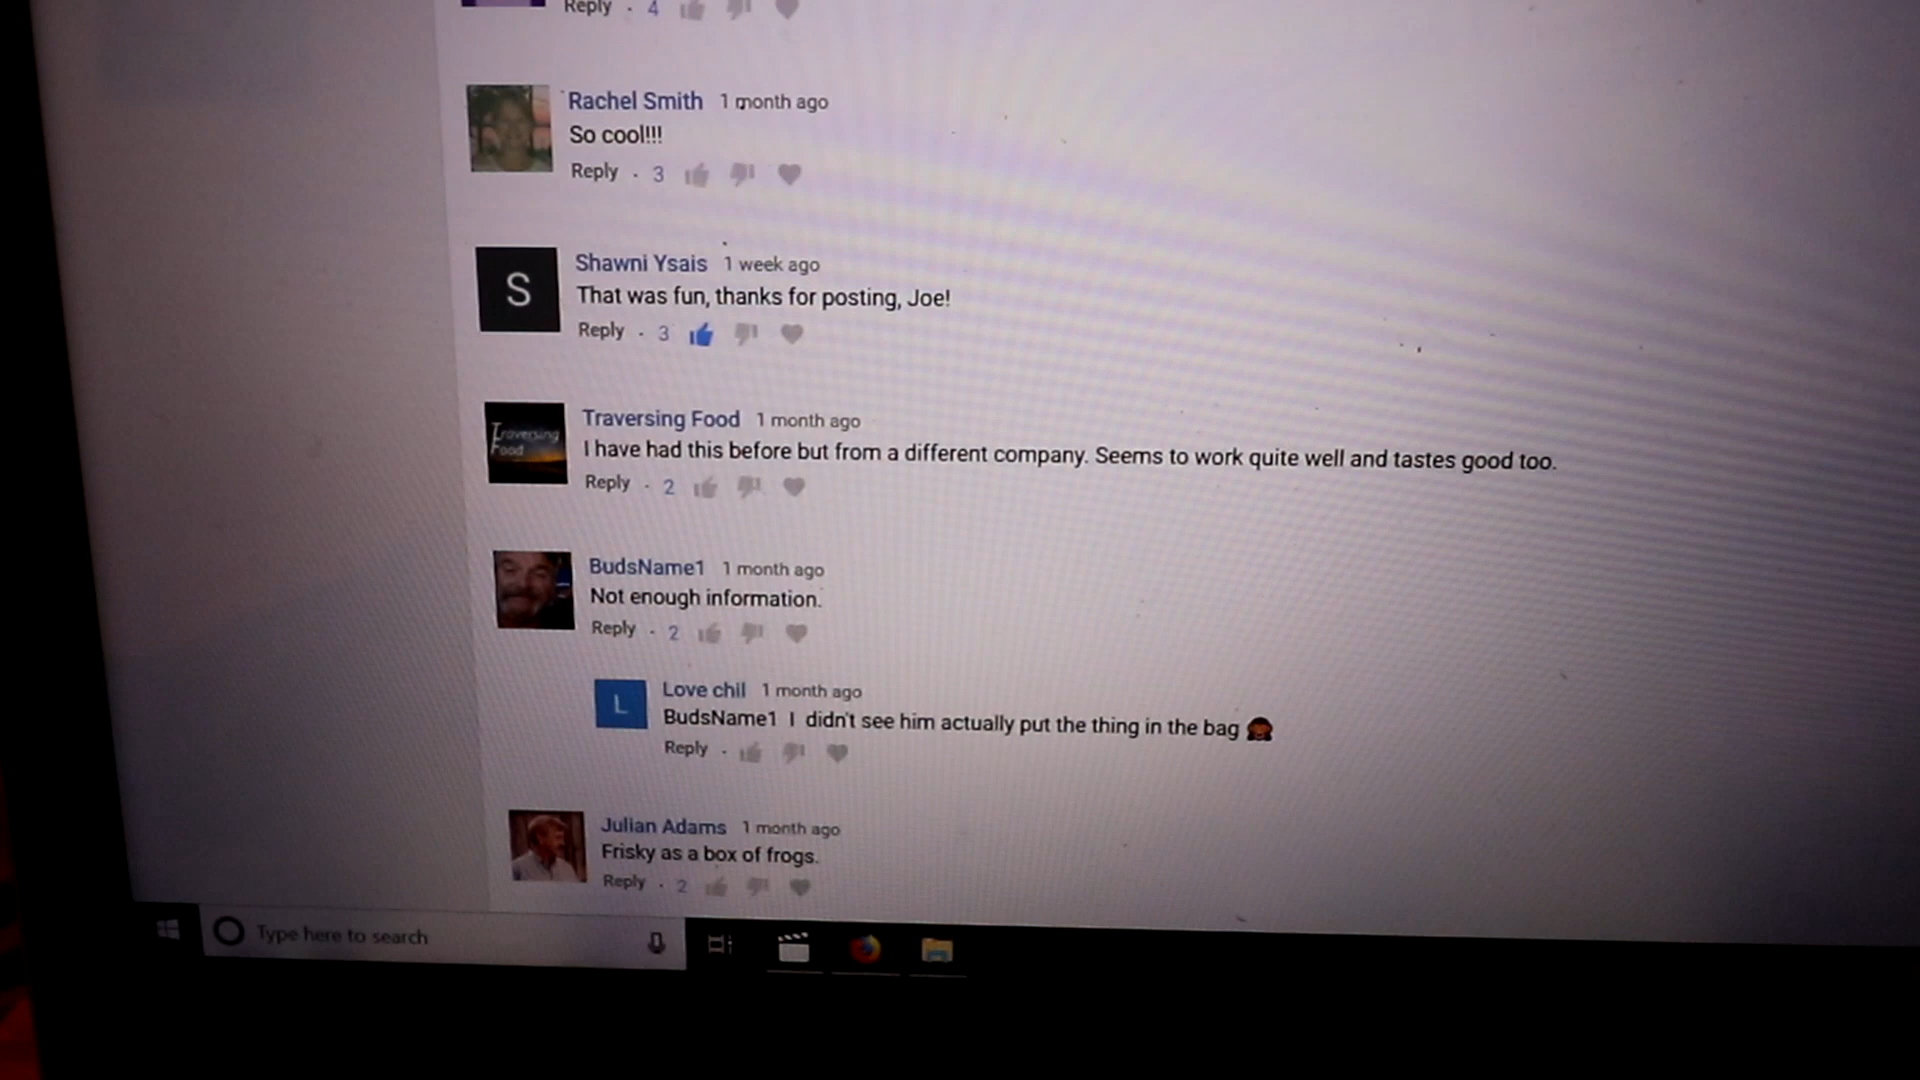 Reply · 4
Rachel Smith 1 month ago
So cool!!!
Reply · 3
S
Shawni Ysais 1 week ago
That was fun, thanks for posting, Joe!
Reply · 3
Traversing Food
Traversing Food 1 month ago
I have had this before but from a different company. Seems to work quite well and tastes good too.
Reply · 2
BudsName1 1 month ago
Not enough information.
Reply · 2
L
Love chil 1 month ago
BudsName1 I didn't see him actually put the thing in the bag 🙊
Reply ·
Julian Adams 1 month ago
Frisky as a box of frogs.
Reply · 2
Type here to search